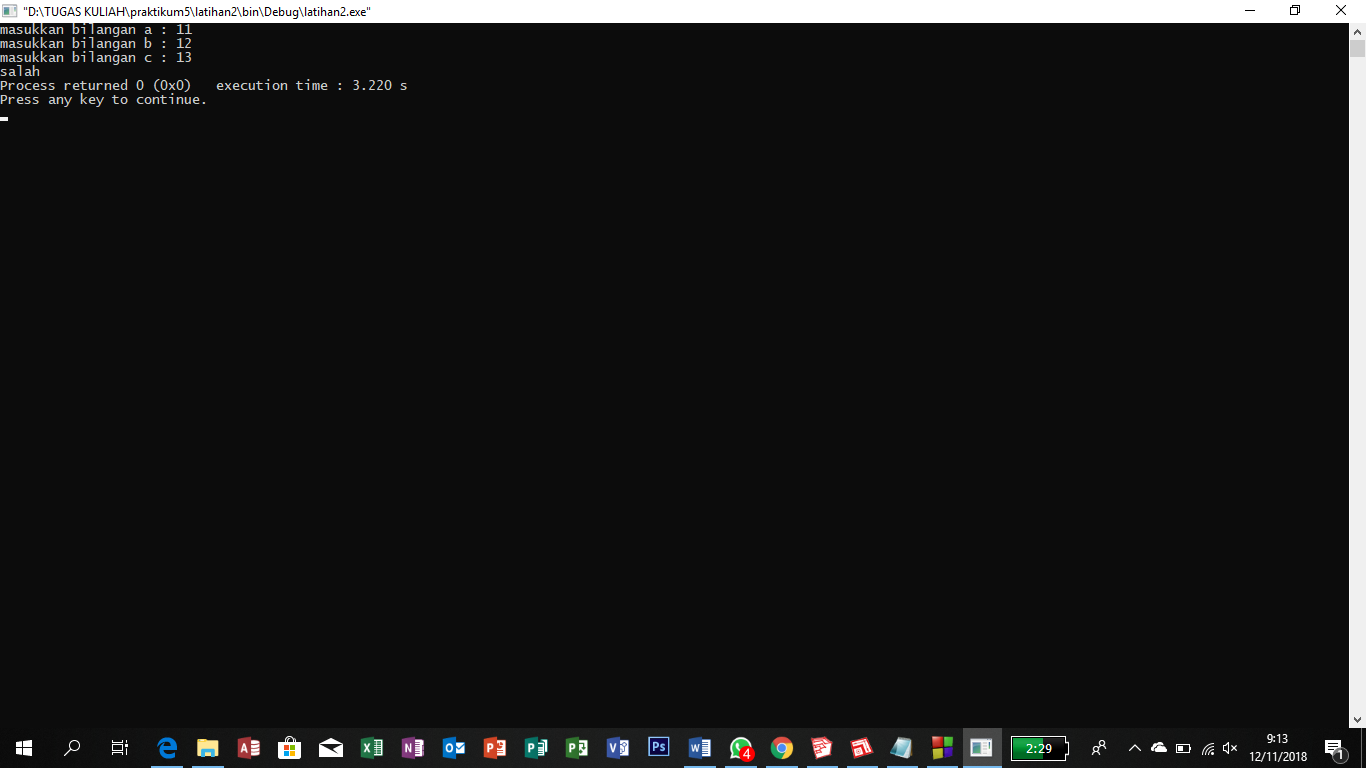 "D:\TUGAS KULIAH\praktikum5\latihan2\bin\Debug\latihan2.exe"
masukkan bilangan a : 11
masukkan bilangan b : 12
masukkan bilangan c : 13
salah
Process returned 0 (0x0)   execution time : 3.220 s
Press any key to continue.
2:29
9:13
12/11/2018
4
1
Ps